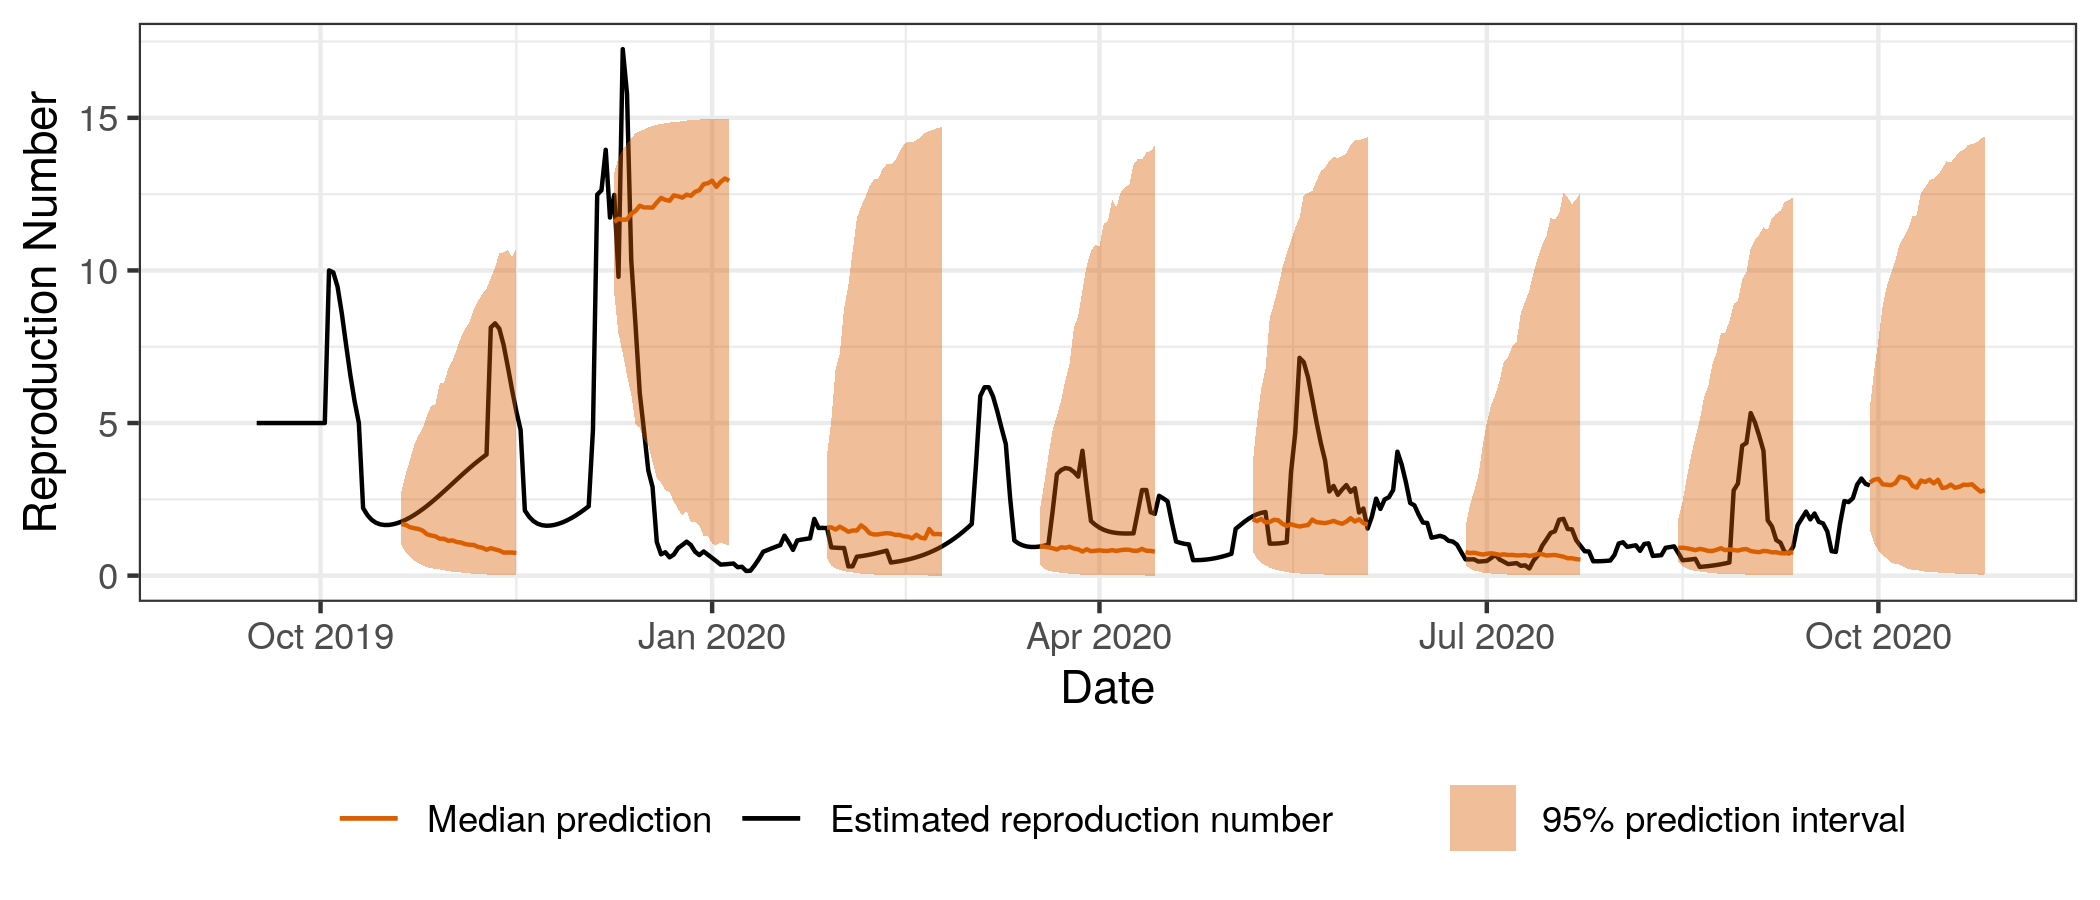 Reproduction Number
15
10
5
0
Oct 2019
Jan 2020
Apr 2020
Jul 2020
Oct 2020
Date
Median prediction
Estimated reproduction number
95% prediction interval